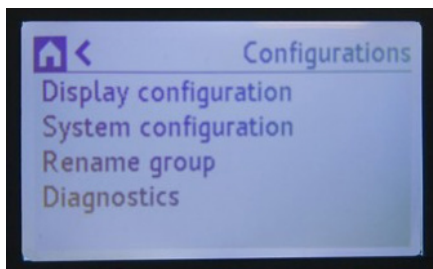 Configurations
Display configuration
System configuration
Rename group
Diagnostics